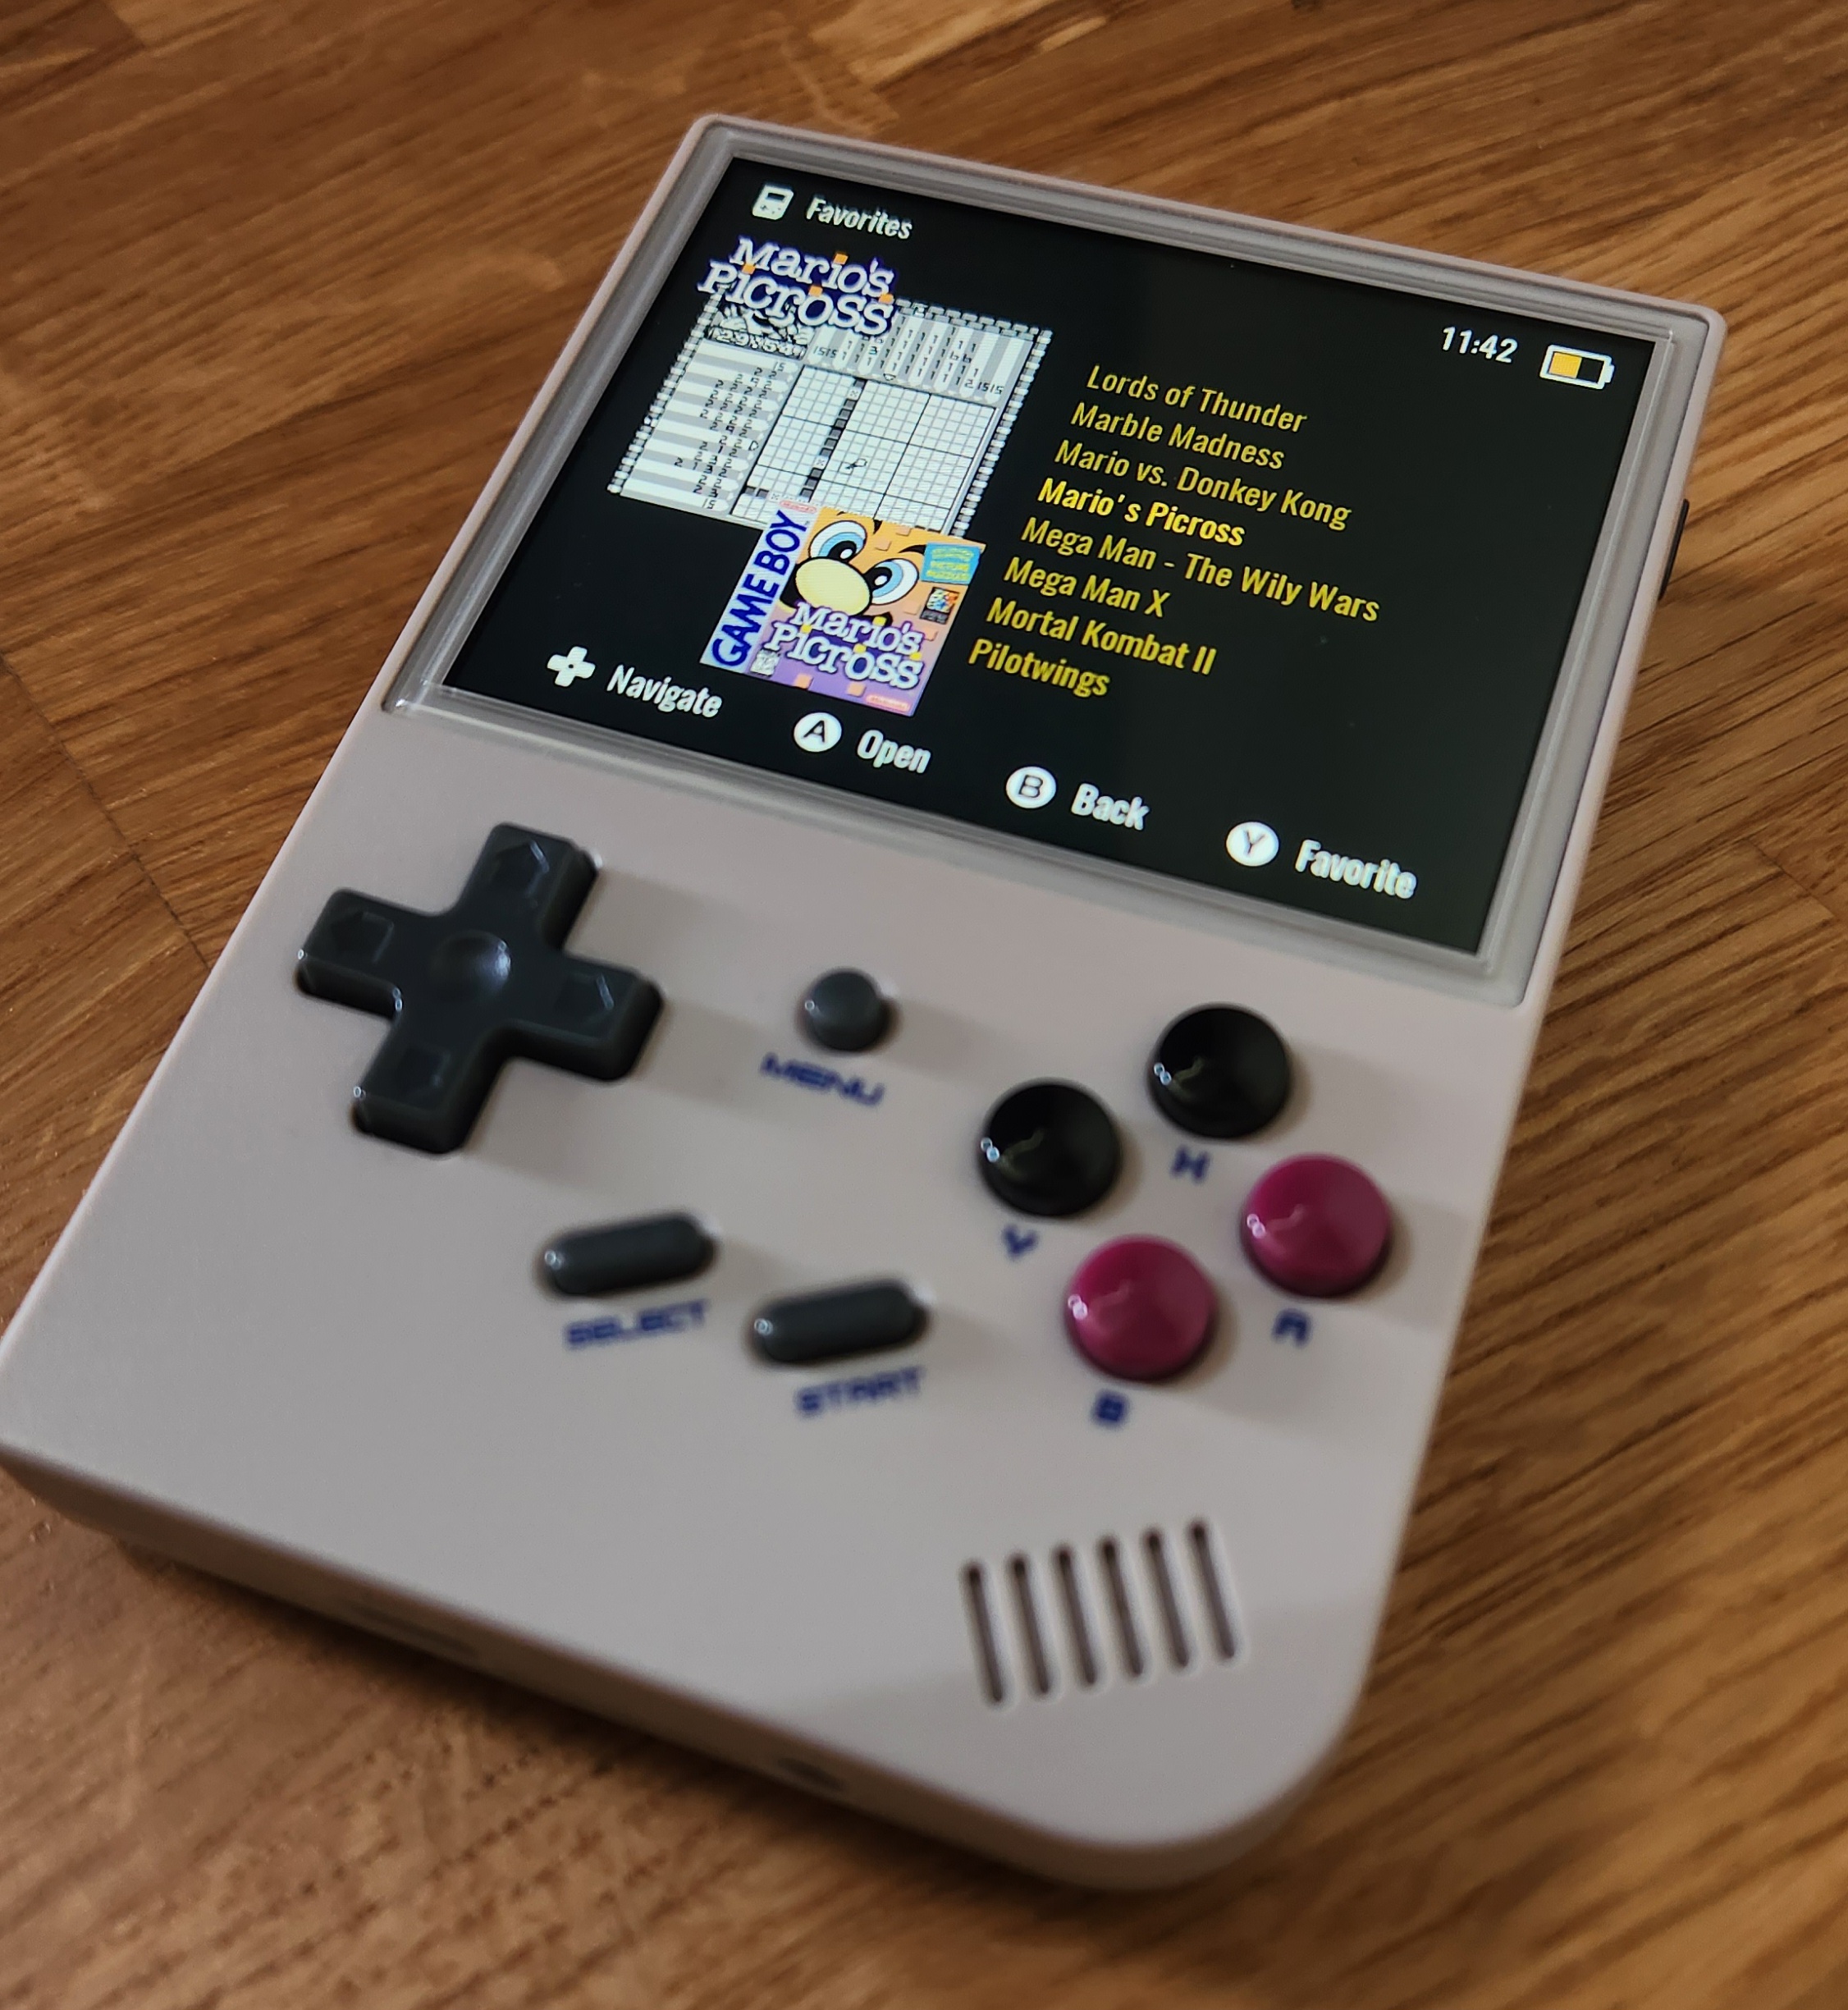 Favorites
11:42
Mario's
Picross
Lords of Thunder
Marble Madness
Mario vs. Donkey Kong
Mario's Picross
Mega Man - The Wily Wars
Mega Man X
Mortal Kombat II
Pilotwings
GAME BOY
Mario's
Picross
Navigate
A Open
B Back
Y Favorite
MENU
X
Y
A
B
SELECT
START